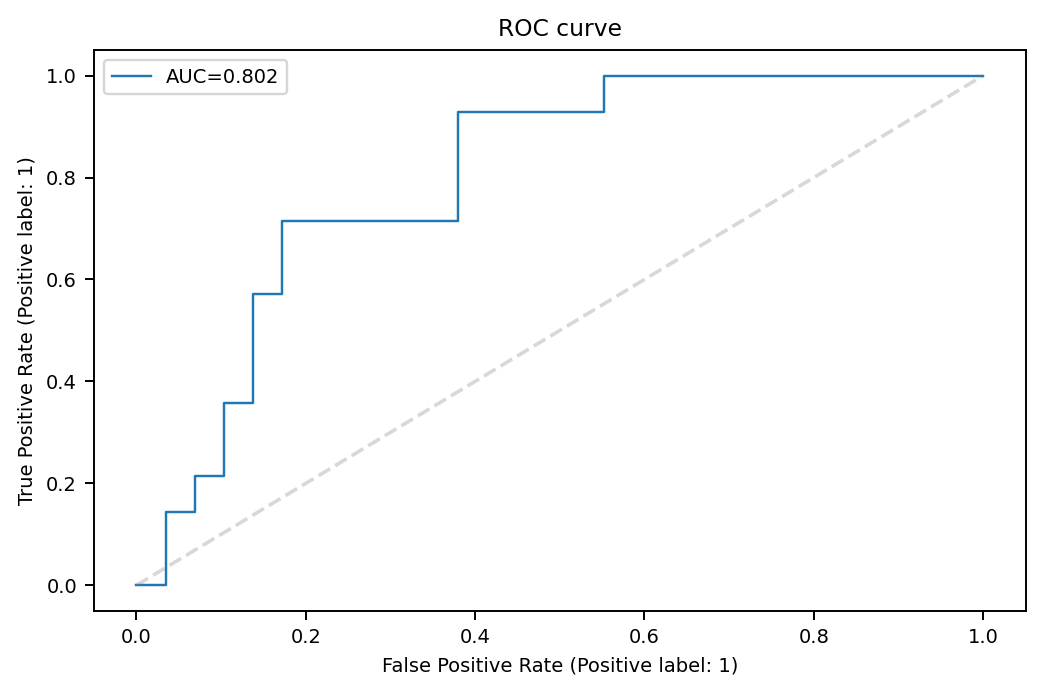 ROC curve
AUC=0.802
True Positive Rate (Positive label: 1)
1.0
0.8
0.6
0.4
0.2
0.0
0.0 0.2 0.4 0.6 0.8 1.0
False Positive Rate (Positive label: 1)